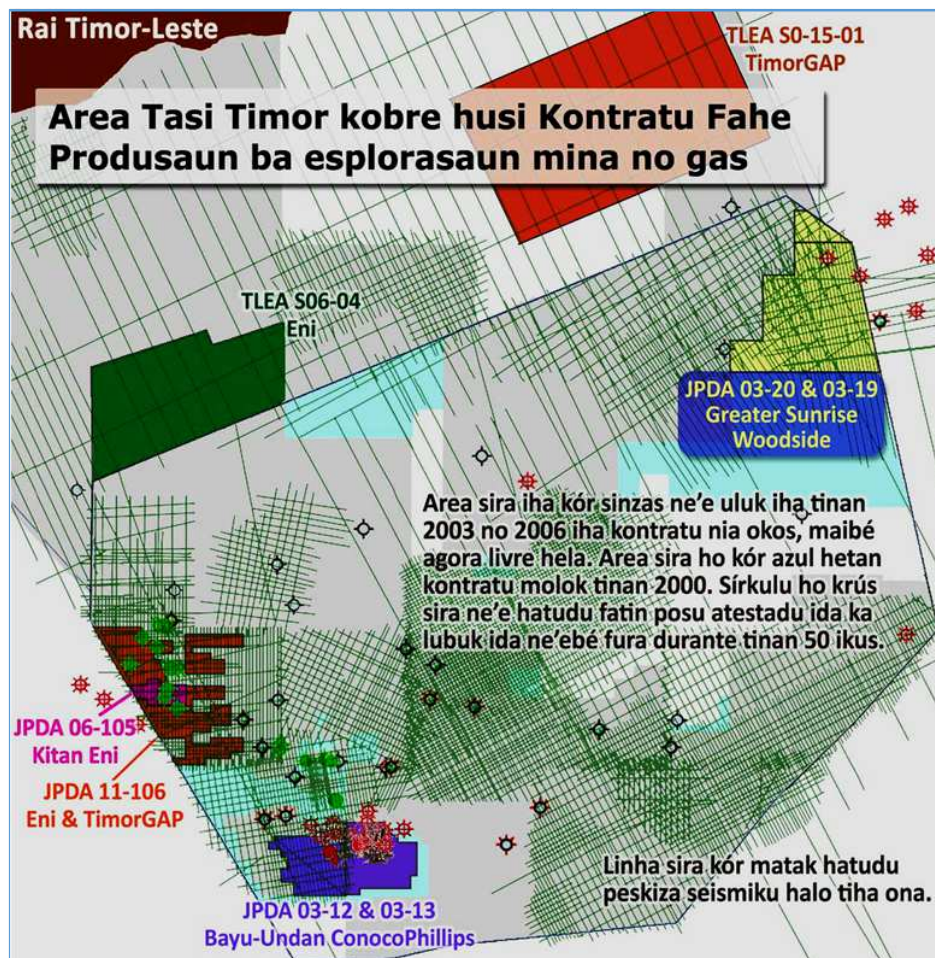 Rai Timor-Leste
TLEA S0-15-01
TimorGAP
Area Tasi Timor kobre husi Kontratu Fahe
Produsaun ba esplorasaun mina no gas
TLEA S06-04
Eni
JPDA 03-20 & 03-19
Greater Sunrise
Woodside
Area sira iha kór sinzas ne'e uluk iha tinan
2003 no 2006 iha kontratu nia okos, maibé
agora livre hela. Area sira ho kór azul hetan
kontratu molok tinan 2000. Sírkulu ho krús
sira ne'e hatudu fatin posu atestadu ida ka
lubuk ida ne'ebé fura durante tinan 50 ikus.
JPDA 06-105
Kitan Eni
JPDA 11-106
Eni & TimorGAP
Linha sira kór matak hatudu
peskiza seismiku halo tiha ona.
JPDA 03-12 & 03-13
Bayu-Undan ConocoPhillips